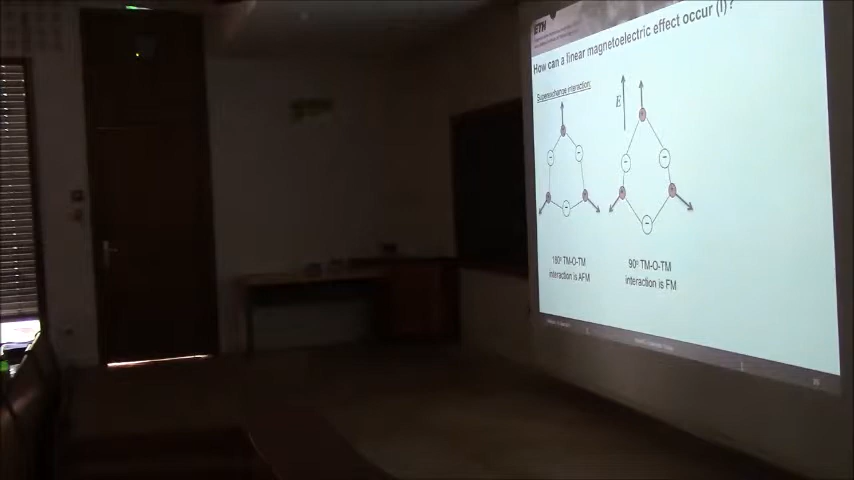 ETH
How can a linear magnetoelectric effect occur (I)?
Superexchange interaction:
E
180° TM-O-TM
interaction is AFM
90° TM-O-TM
interaction is FM